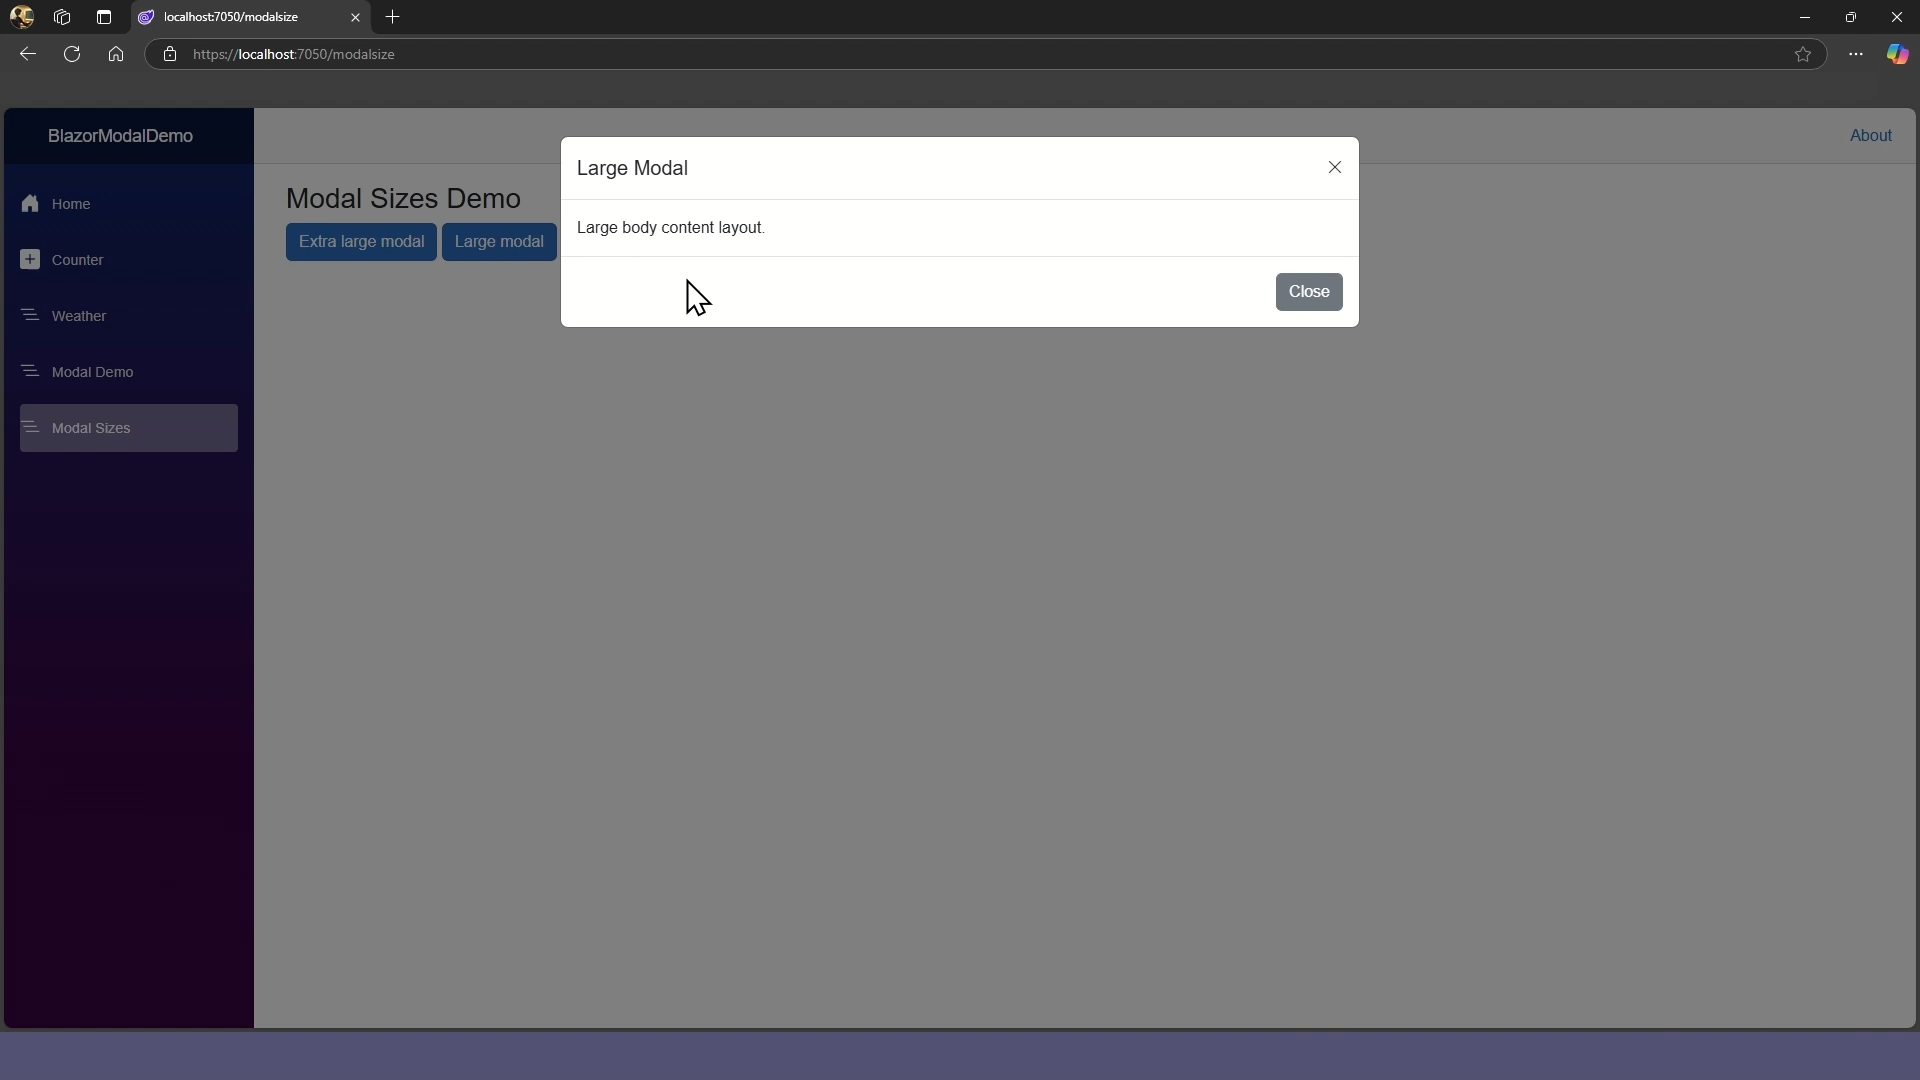 localhost:7050/modalsize
https://localhost:7050/modalsize
BlazorModalDemo
About
Home
Counter
Weather
Modal Demo
Modal Sizes
Modal Sizes Demo
Extra large modal
Large modal
Large Modal
Large body content layout.
Close